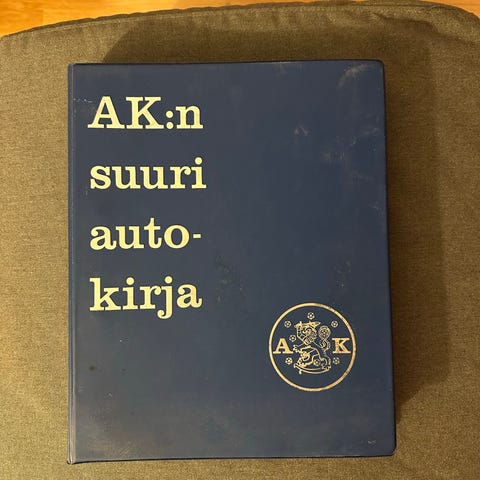 AK:n
suuri
auto-
kirja
A K